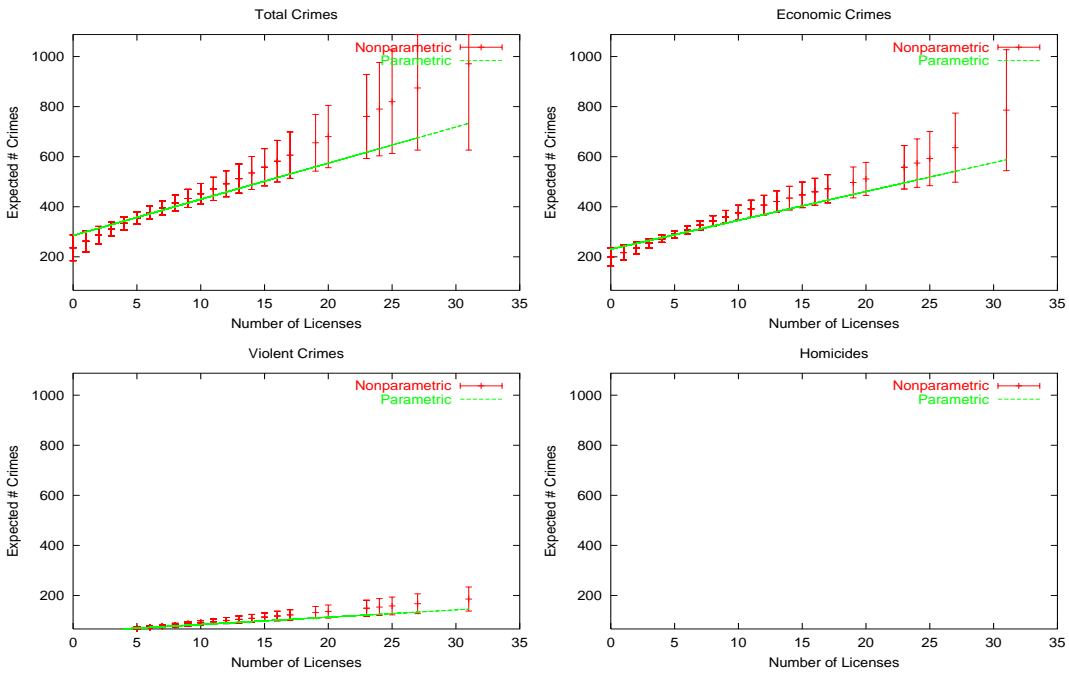 Total Crimes
Expected # Crimes
1000
800
600
400
200
Nonparametric
Parametric
0 5 10 15 20 25 30 35
Number of Licenses
Economic Crimes
Expected # Crimes
1000
800
600
400
200
Nonparametric
Parametric
0 5 10 15 20 25 30 35
Number of Licenses
Violent Crimes
Expected # Crimes
1000
800
600
400
200
Nonparametric
Parametric
0 5 10 15 20 25 30 35
Number of Licenses
Homicides
Expected # Crimes
1000
800
600
400
200
Nonparametric
Parametric
0 5 10 15 20 25 30 35
Number of Licenses